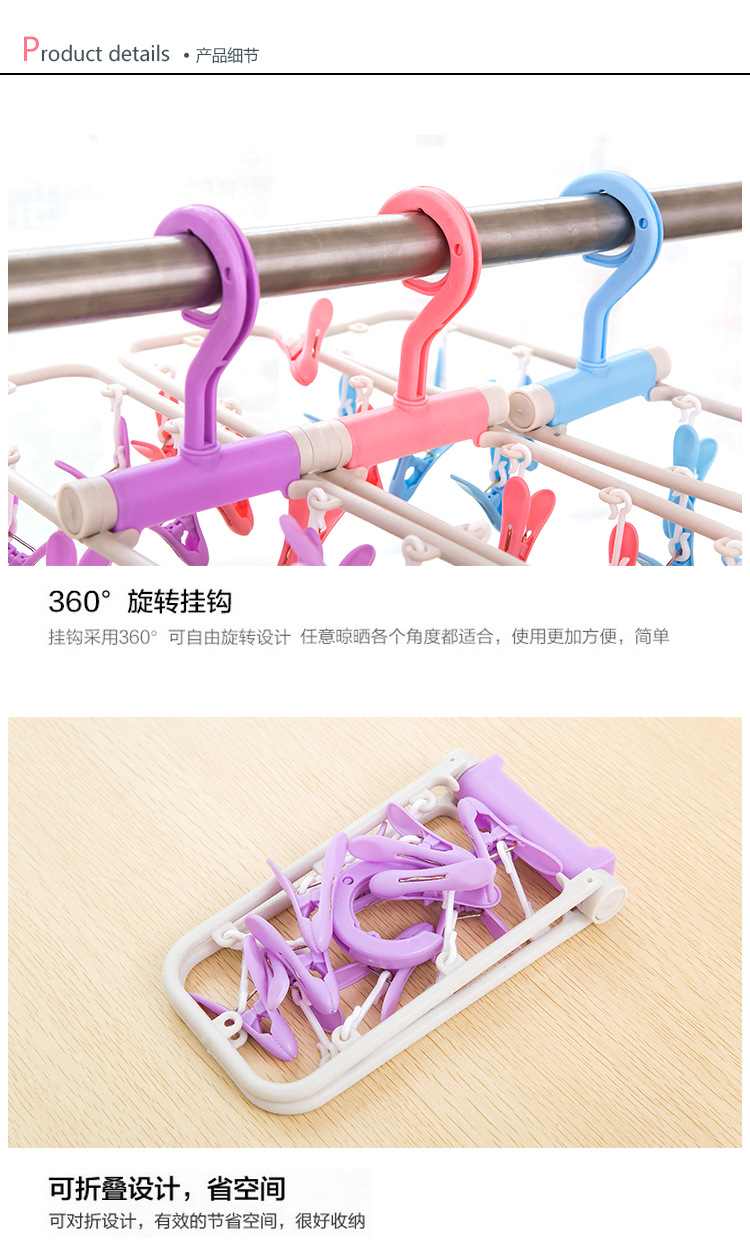 Product details • 产品细节
360° 旋转挂钩
挂钩采用360° 可自由旋转设计 任意晾晒各个角度都适合，使用更加方便，简单
可折叠设计，省空间
可对折设计，有效的节省空间，很好收纳